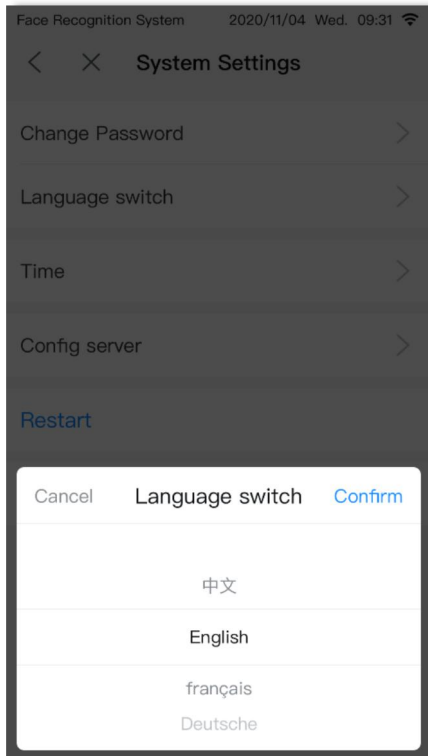 Face Recognition System 2020/11/04 Wed. 09:31
System Settings
Change Password
Language switch
Time
Config server
Restart
Cancel Language switch Confirm
中文
English
français
Deutsche